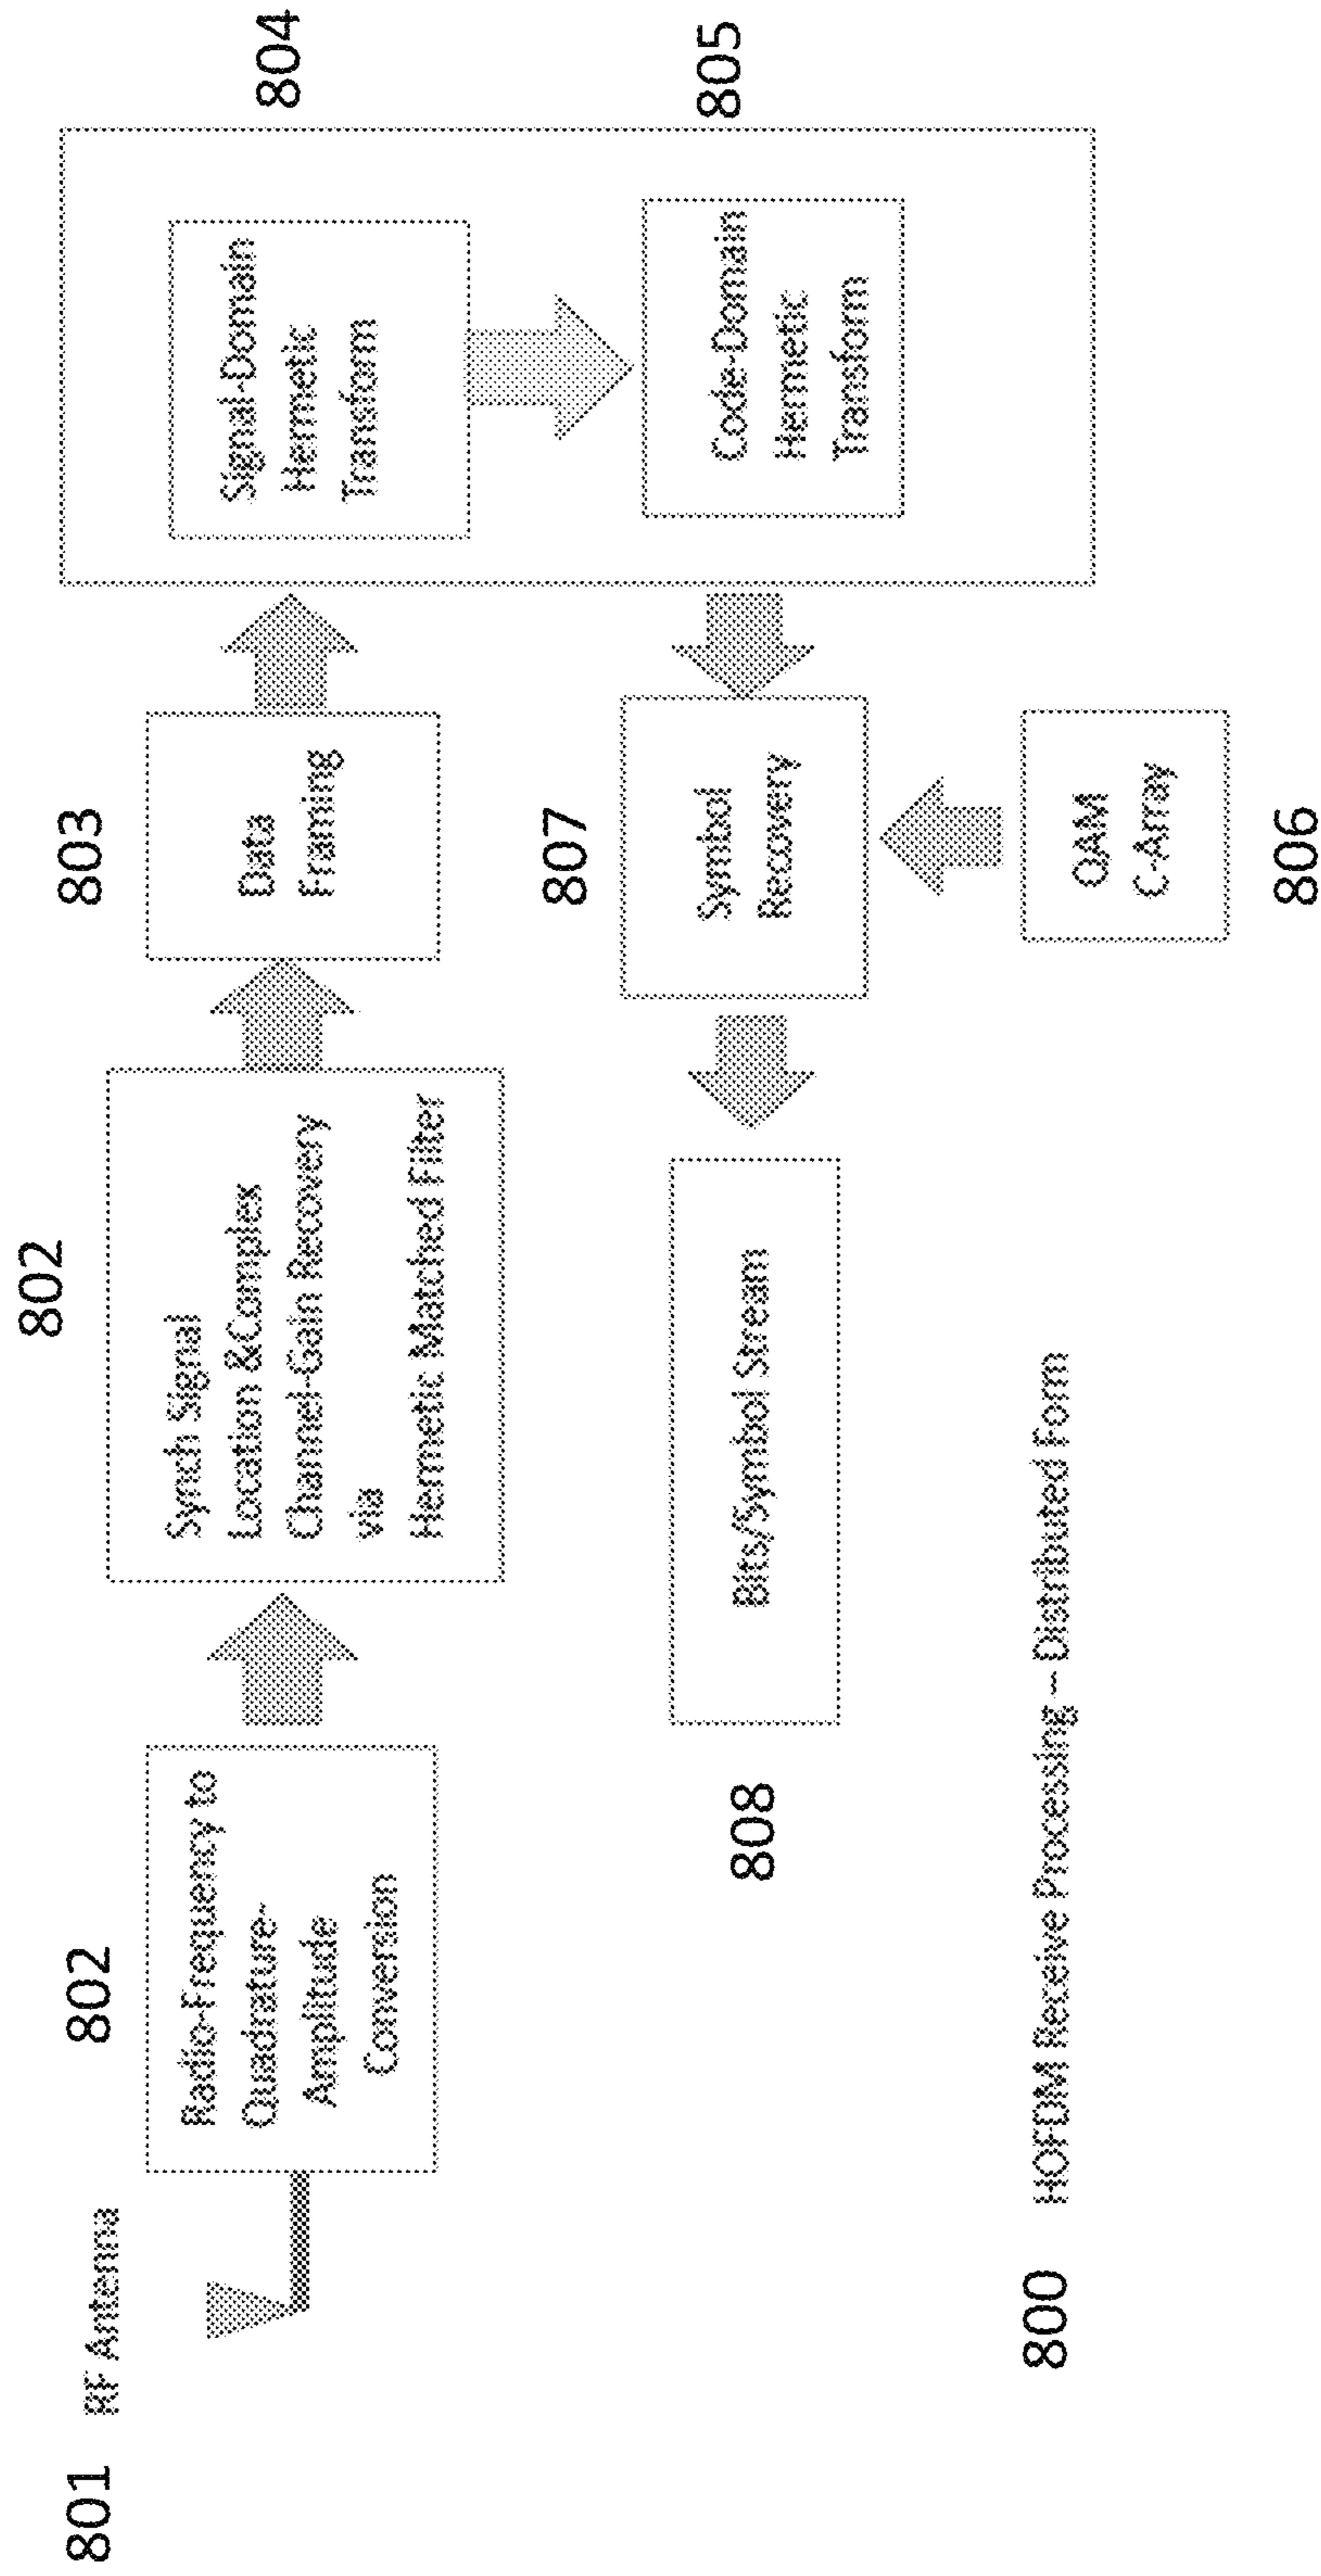 801
RF Antenna
802
Radio-Frequency to
Quadrature-
Amplitude
Conversion
802
Synch Signal
Location &Complex
Channel-Gain Recovery
via
Hermetic Matched Filter
803
Data
Framing
804
Signal-Domain
Hermetic
Transform
805
Code-Domain
Hermetic
Transform
807
Symbol
Recovery
QAM
C-Array
806
Bits/Symbol Stream
808
800
HOFDM Receive Processing – Distributed Form